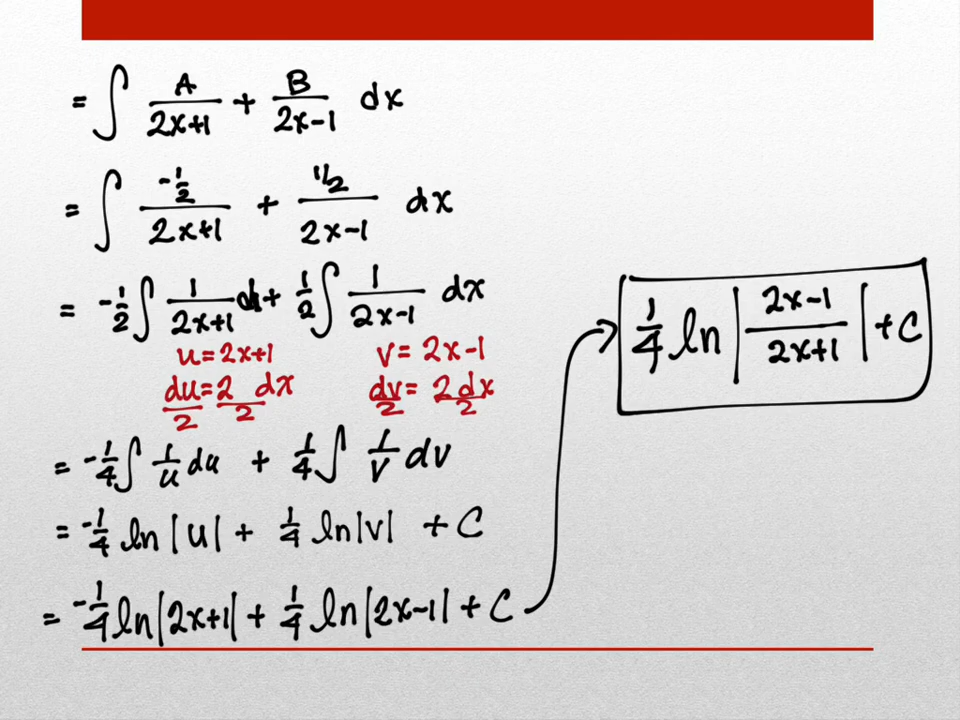 = ∫ A/(2x+1) + B/(2x-1) dx
= ∫ (-1/2)/(2x+1) + (1/2)/(2x-1) dx
= -1/2 ∫ 1/(2x+1) dx + 1/2 ∫ 1/(2x-1) dx
u = 2x+1 v = 2x-1
du/2 = 2 dx/2 dv/2 = 2 dx/2
= -1/4 ∫ 1/u du + 1/4 ∫ 1/v dv
= -1/4 ln|u| + 1/4 ln|v| + C
= -1/4 ln|2x+1| + 1/4 ln|2x-1| + C
1/4 ln|(2x-1)/(2x+1)| + C